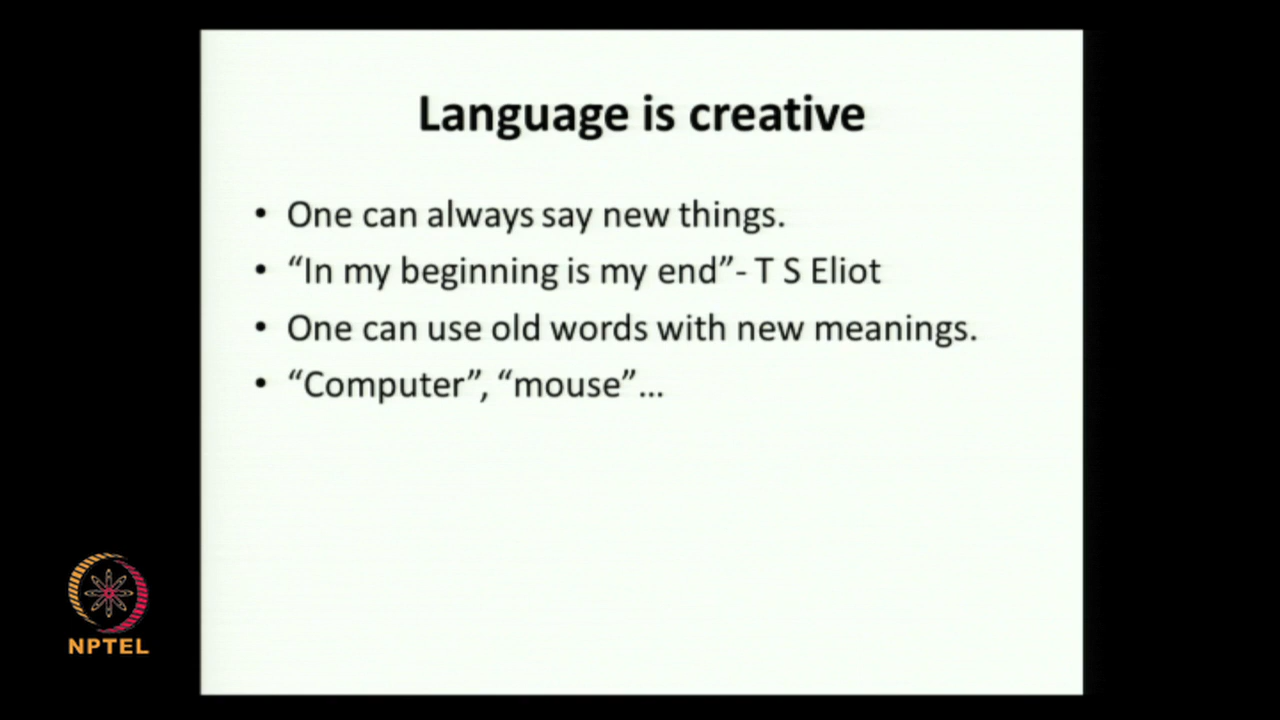 Language is creative
• One can always say new things.
• “In my beginning is my end”- T S Eliot
• One can use old words with new meanings.
• “Computer”, “mouse”...
NPTEL